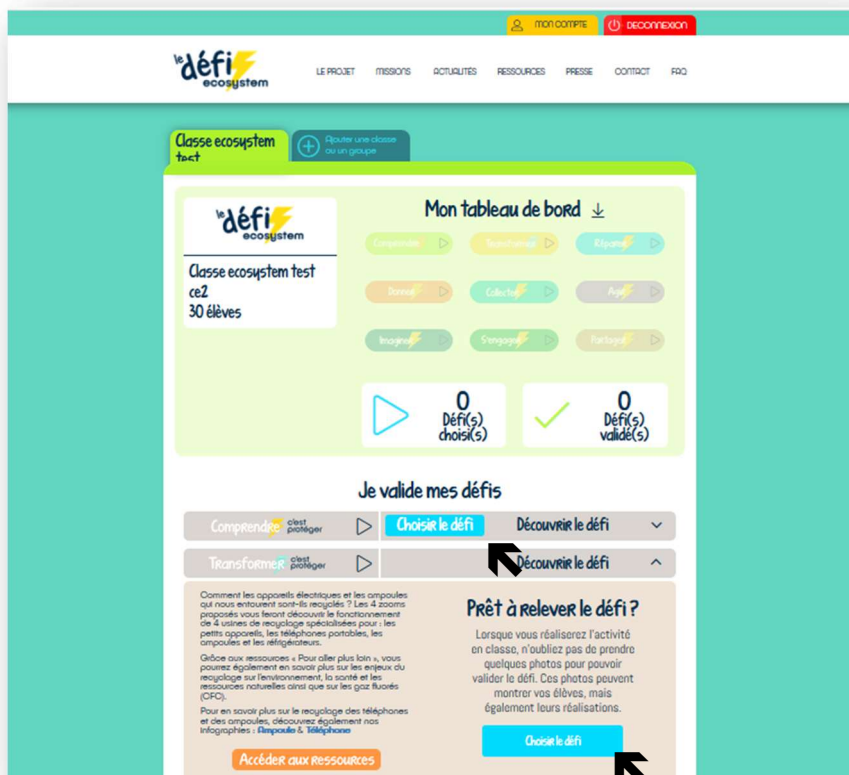 MON COMPTE
DECONNEXION
le défi ecosystem
LE PROJET MISSIONS ACTUALITÉS RESSOURCES PRESSE CONTACT FAQ
Classe ecosystem
test
Ajouter une classe
ou un groupe
le défi
ecosystem
Mon tableau de bord
Comprendre Transformer Réparer
Classe ecosystem test
ce2
30 élèves
Donner Collecter Agir
Imaginer S'engager Partager
0
Défi(s)
choisi(s)
0
Défi(s)
validé(s)
Je valide mes défis
Comprendre c'est protéger Choisir le défi Découvrir le défi
Transformer c'est protéger Découvrir le défi
Comment les appareils électriques et les ampoules
qui nous entourent sont-ils recyclés ? Les 4 zooms
proposés vous feront découvrir le fonctionnement
de 4 usines de recyclage spécialisées pour : les
petits appareils, les téléphones portables, les
ampoules et les réfrigérateurs.
Grâce aux ressources « Pour aller plus loin », vous
pourrez également en savoir plus sur les enjeux du
recyclage sur l'environnement, la santé et les
ressources naturelles ainsi que sur les gaz fluorés
(CFC).
Pour en savoir plus sur le recyclage des téléphones
et des ampoules, découvrez également nos
infographies : Ampoule & Téléphone
Accéder aux ressources
Prêt à relever le défi ?
Lorsque vous réaliserez l'activité
en classe, n'oubliez pas de prendre
quelques photos pour pouvoir
valider le défi. Ces photos peuvent
montrer vos élèves, mais
également leurs réalisations.
Choisir le défi